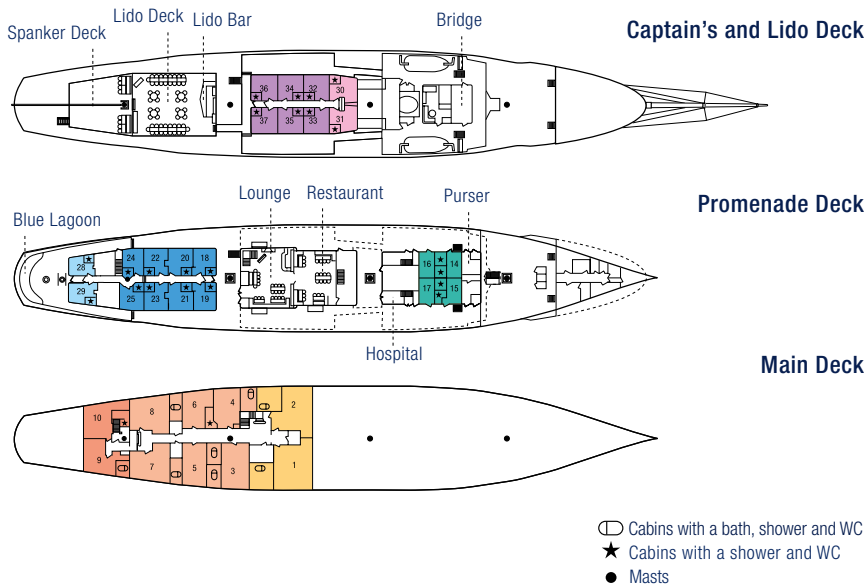 Captain's and Lido Deck
Spanker Deck
Lido Deck
Lido Bar
Bridge
36 34 32 30
37 35 33 31
Promenade Deck
Blue Lagoon
Lounge
Restaurant
Purser
28 24 22 20 18 16 14
29 25 23 21 19 17 15
Hospital
Main Deck
10 8 6 4 2
9 7 5 3 1
Cabins with a bath, shower and WC
Cabins with a shower and WC
Masts